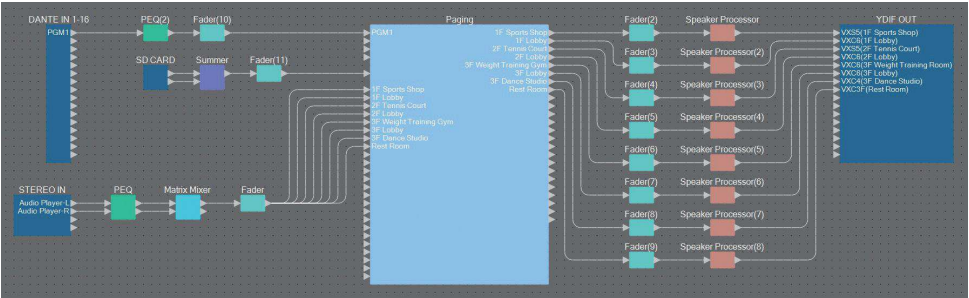 DANTE IN 1-16
PEQ(2)
Fader(10)
Paging
Fader(2)
Speaker Processor
YDIF OUT
PGM1
PGM1
1F Sports Shop
1F Lobby
2F Tennis Court
2F Lobby
3F Weight Training Gym
3F Lobby
3F Dance Studio
Rest Room
VXS5(1F Sports Shop)
VXC6(1F Lobby)
VXS5(2F Tennis Court)
VXC6(2F Lobby)
VXC6(3F Weight Training Room)
VXC6(3F Lobby)
VXC4(3F Dance Studio)
VXC3F(Rest Room)
SD CARD
Summer
Fader(11)
Fader(3)
Speaker Processor(2)
Fader(4)
Speaker Processor(3)
1F Sports Shop
1F Lobby
2F Tennis Court
2F Lobby
3F Weight Training Gym
3F Lobby
3F Dance Studio
Rest Room
Fader(5)
Speaker Processor(4)
Fader(6)
Speaker Processor(5)
STEREO IN
PEQ
Matrix Mixer
Fader
Fader(7)
Speaker Processor(6)
Audio Player-L
Audio Player-R
Fader(8)
Speaker Processor(7)
Fader(9)
Speaker Processor(8)